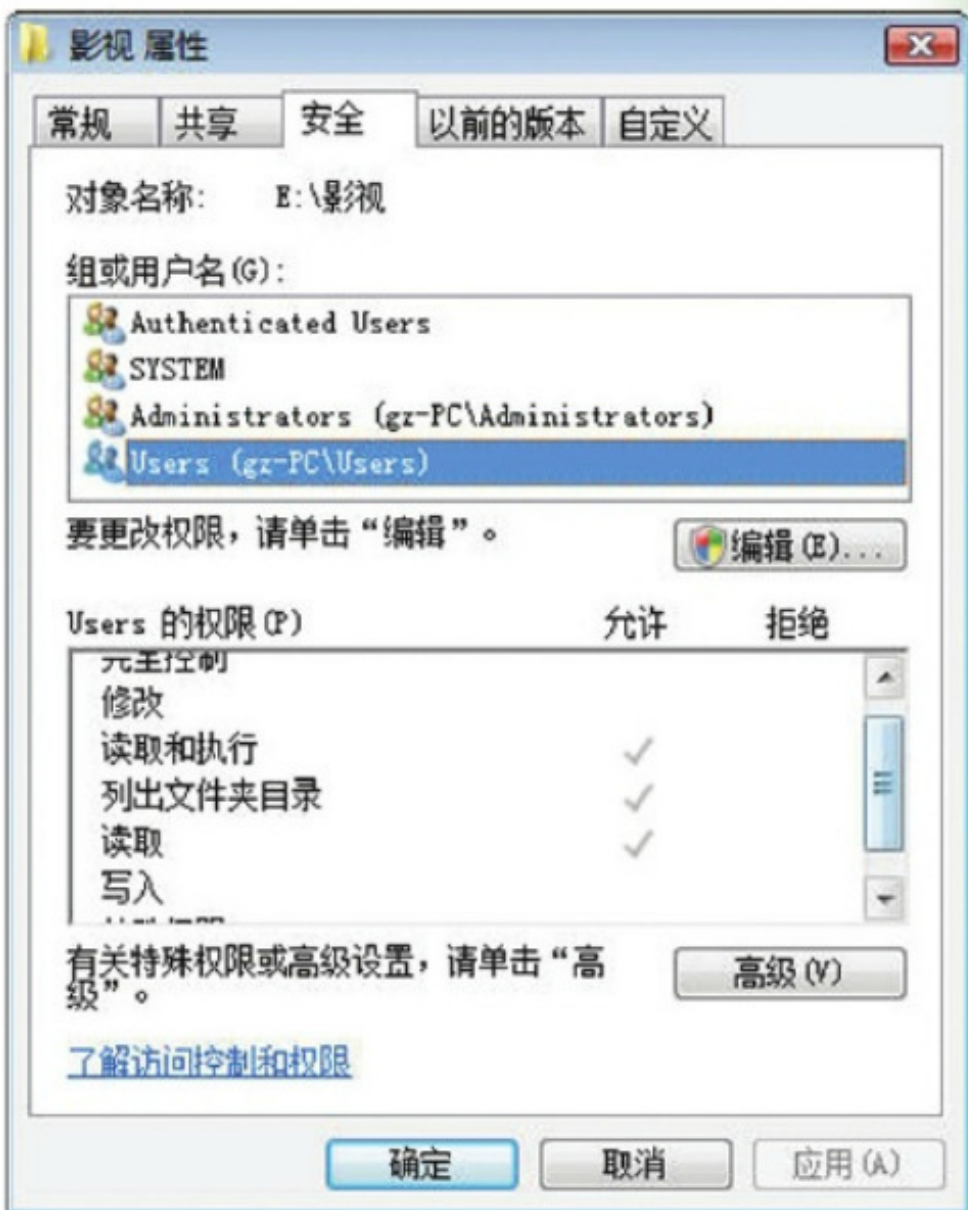 影视 属性
常规 共享 安全 以前的版本 自定义
对象名称: E:\影视
组或用户名(G):
Authenticated Users
SYSTEM
Administrators (gz-PC\Administrators)
Users (gz-PC\Users)
要更改权限，请单击“编辑”。 编辑(E)...
Users 的权限(P) 允许 拒绝
完全控制
修改
读取和执行
列出文件夹目录
读取
写入
有关特殊权限或高级设置，请单击“高
级”。 高级(V)
了解访问控制和权限
确定 取消 应用(A)